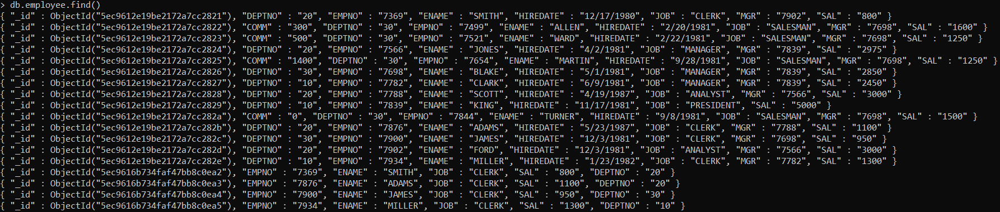 > db.employee.find()
{ "_id" : ObjectId("5ec9612e19be2172a7cc2821"), "DEPTNO" : "20", "EMPNO" : "7369", "ENAME" : "SMITH", "HIREDATE" : "12/17/1980", "JOB" : "CLERK", "MGR" : "7902", "SAL" : "800" }
{ "_id" : ObjectId("5ec9612e19be2172a7cc2822"), "COMM" : "300", "DEPTNO" : "30", "EMPNO" : "7499", "ENAME" : "ALLEN", "HIREDATE" : "2/20/1981", "JOB" : "SALESMAN", "MGR" : "7698", "SAL" : "1600" }
{ "_id" : ObjectId("5ec9612e19be2172a7cc2823"), "COMM" : "500", "DEPTNO" : "30", "EMPNO" : "7521", "ENAME" : "WARD", "HIREDATE" : "2/22/1981", "JOB" : "SALESMAN", "MGR" : "7698", "SAL" : "1250" }
{ "_id" : ObjectId("5ec9612e19be2172a7cc2824"), "DEPTNO" : "20", "EMPNO" : "7566", "ENAME" : "JONES", "HIREDATE" : "4/2/1981", "JOB" : "MANAGER", "MGR" : "7839", "SAL" : "2975" }
{ "_id" : ObjectId("5ec9612e19be2172a7cc2825"), "COMM" : "1400", "DEPTNO" : "30", "EMPNO" : "7654", "ENAME" : "MARTIN", "HIREDATE" : "9/28/1981", "JOB" : "SALESMAN", "MGR" : "7698", "SAL" : "1250" }
{ "_id" : ObjectId("5ec9612e19be2172a7cc2826"), "DEPTNO" : "30", "EMPNO" : "7698", "ENAME" : "BLAKE", "HIREDATE" : "5/1/1981", "JOB" : "MANAGER", "MGR" : "7839", "SAL" : "2850" }
{ "_id" : ObjectId("5ec9612e19be2172a7cc2827"), "DEPTNO" : "10", "EMPNO" : "7782", "ENAME" : "CLARK", "HIREDATE" : "6/9/1981", "JOB" : "MANAGER", "MGR" : "7839", "SAL" : "2450" }
{ "_id" : ObjectId("5ec9612e19be2172a7cc2828"), "DEPTNO" : "20", "EMPNO" : "7788", "ENAME" : "SCOTT", "HIREDATE" : "4/19/1987", "JOB" : "ANALYST", "MGR" : "7566", "SAL" : "3000" }
{ "_id" : ObjectId("5ec9612e19be2172a7cc2829"), "DEPTNO" : "10", "EMPNO" : "7839", "ENAME" : "KING", "HIREDATE" : "11/17/1981", "JOB" : "PRESIDENT", "SAL" : "5000" }
{ "_id" : ObjectId("5ec9612e19be2172a7cc282a"), "COMM" : "0", "DEPTNO" : "30", "EMPNO" : "7844", "ENAME" : "TURNER", "HIREDATE" : "9/8/1981", "JOB" : "SALESMAN", "MGR" : "7698", "SAL" : "1500" }
{ "_id" : ObjectId("5ec9612e19be2172a7cc282b"), "DEPTNO" : "20", "EMPNO" : "7876", "ENAME" : "ADAMS", "HIREDATE" : "5/23/1987", "JOB" : "CLERK", "MGR" : "7788", "SAL" : "1100" }
{ "_id" : ObjectId("5ec9612e19be2172a7cc282c"), "DEPTNO" : "30", "EMPNO" : "7900", "ENAME" : "JAMES", "HIREDATE" : "12/3/1981", "JOB" : "CLERK", "MGR" : "7698", "SAL" : "950" }
{ "_id" : ObjectId("5ec9612e19be2172a7cc282d"), "DEPTNO" : "20", "EMPNO" : "7902", "ENAME" : "FORD", "HIREDATE" : "12/3/1981", "JOB" : "ANALYST", "MGR" : "7566", "SAL" : "3000" }
{ "_id" : ObjectId("5ec9612e19be2172a7cc282e"), "DEPTNO" : "10", "EMPNO" : "7934", "ENAME" : "MILLER", "HIREDATE" : "1/23/1982", "JOB" : "CLERK", "MGR" : "7782", "SAL" : "1300" }
{ "_id" : ObjectId("5ec9616b734faf47bb8c0ea2"), "EMPNO" : "7369", "ENAME" : "SMITH", "JOB" : "CLERK", "SAL" : "800", "DEPTNO" : "20" }
{ "_id" : ObjectId("5ec9616b734faf47bb8c0ea3"), "EMPNO" : "7876", "ENAME" : "ADAMS", "JOB" : "CLERK", "SAL" : "1100", "DEPTNO" : "20" }
{ "_id" : ObjectId("5ec9616b734faf47bb8c0ea4"), "EMPNO" : "7900", "ENAME" : "JAMES", "JOB" : "CLERK", "SAL" : "950", "DEPTNO" : "30" }
{ "_id" : ObjectId("5ec9616b734faf47bb8c0ea5"), "EMPNO" : "7934", "ENAME" : "MILLER", "JOB" : "CLERK", "SAL" : "1300", "DEPTNO" : "10" }